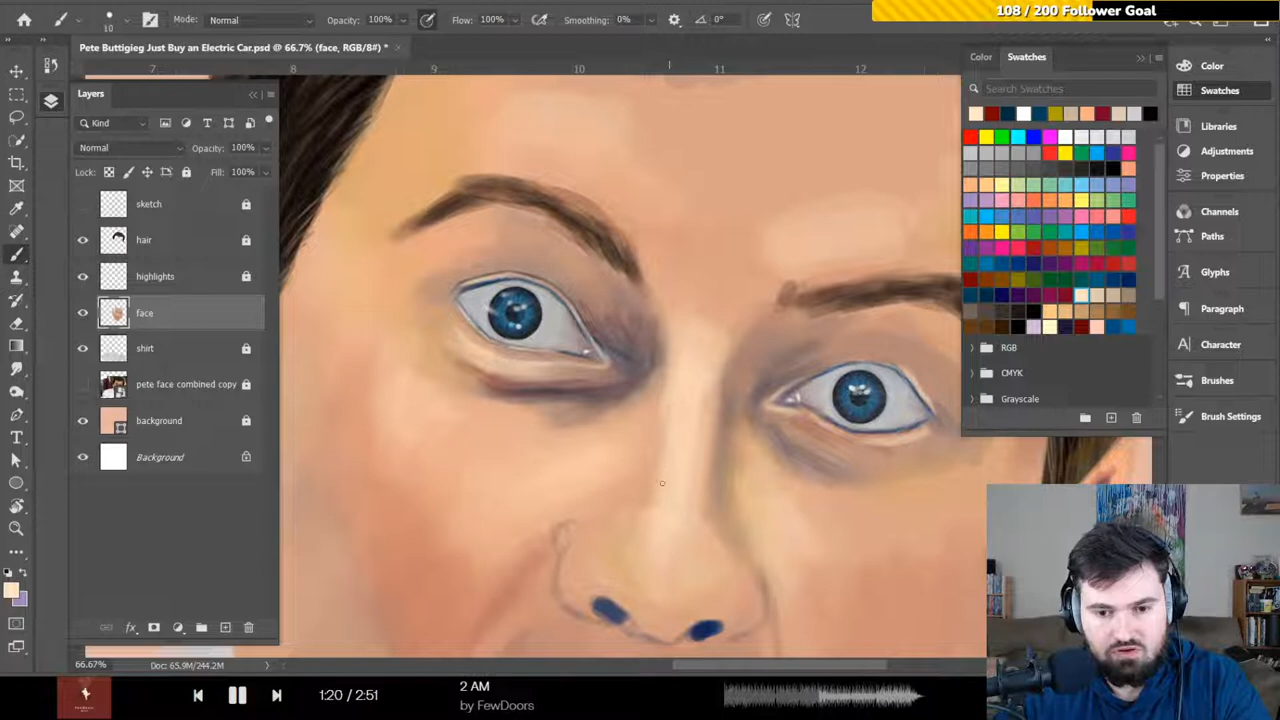 108 / 200 Follower Goal
10
Mode: Normal
Opacity: 100%
Flow: 100%
Smoothing: 0%
0°
Pete Buttigieg Just Buy an Electric Car.psd @ 66.7% (face, RGB/8#) *
7 8 9 10 11 12
Layers
Kind
Normal
Opacity: 100%
Lock:
Fill: 100%
sketch
hair
highlights
face
shirt
pete face combined copy
background
Background
fx
Color
Swatches
Search Swatches
RGB
CMYK
Grayscale
Color
Swatches
Libraries
Adjustments
Properties
Channels
Paths
Glyphs
Paragraph
Character
Brushes
Brush Settings
66.67%
Doc: 65.9M/244.2M
1:20 / 2:51
2 AM
by FewDoors